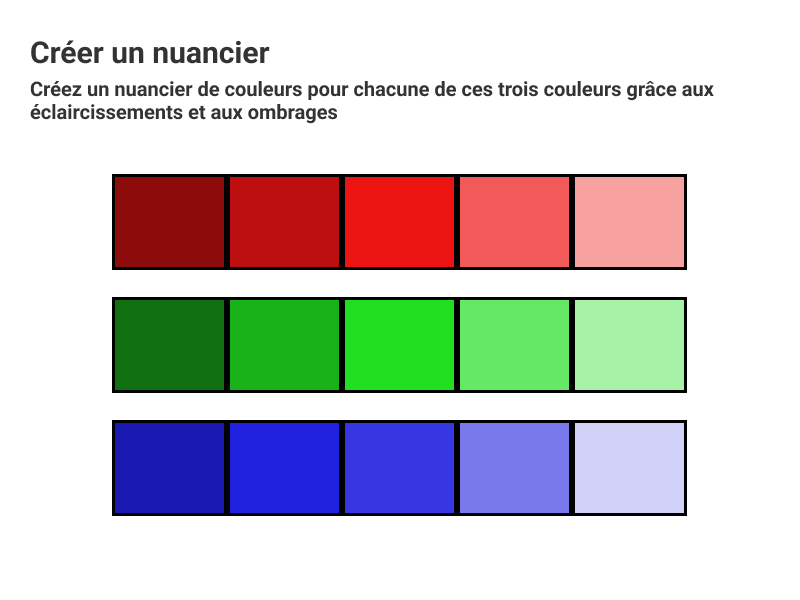 Créer un nuancier
Créez un nuancier de couleurs pour chacune de ces trois couleurs grâce aux
éclaircissements et aux ombrages